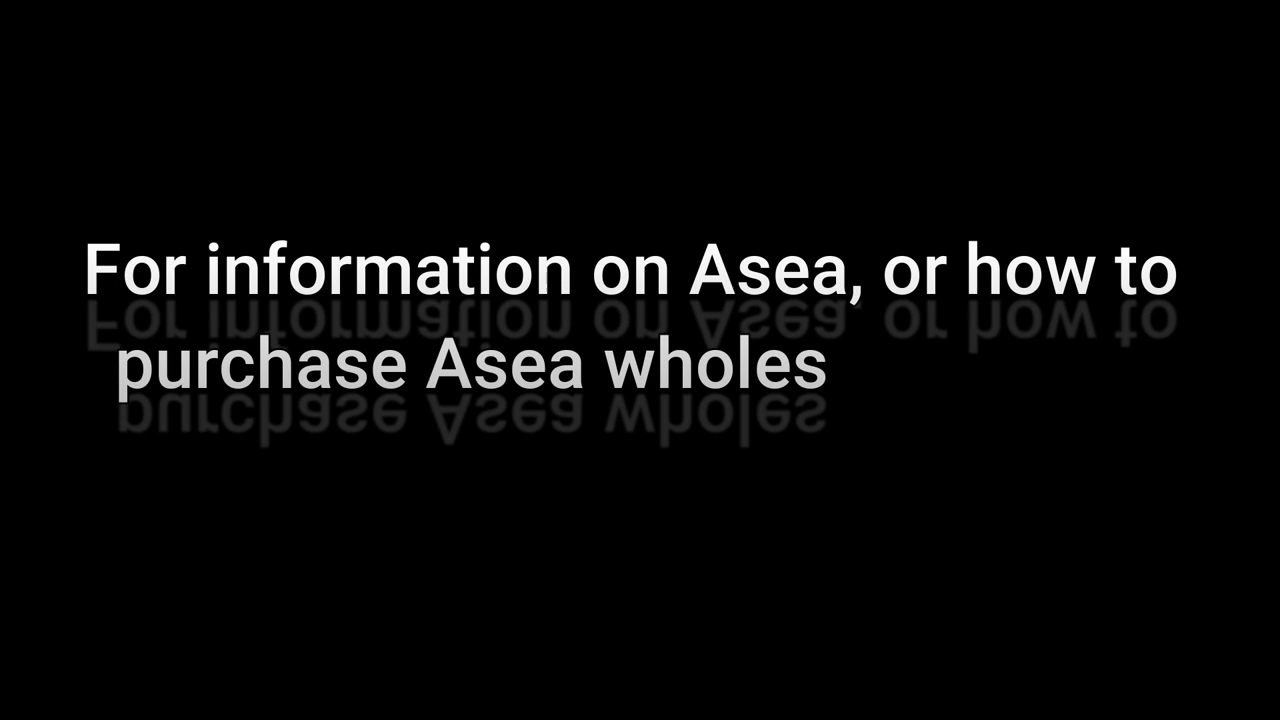 For information on Asea, or how to
purchase Asea wholes